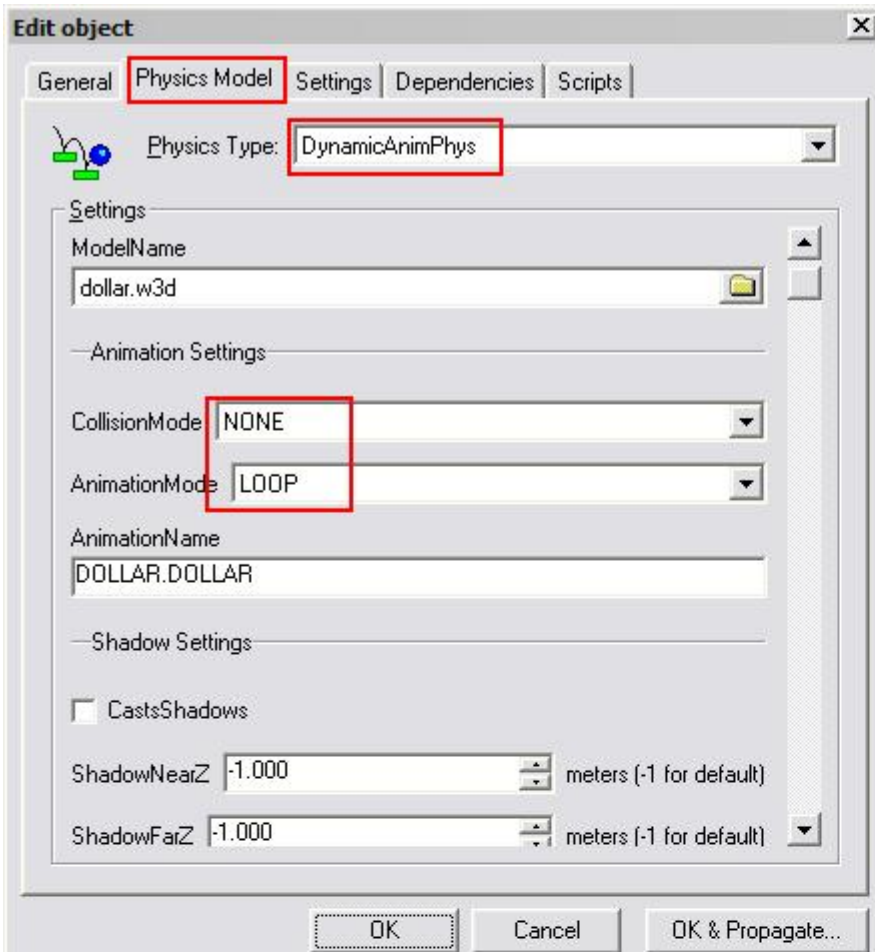 Edit object
General Physics Model Settings Dependencies Scripts
Physics Type: DynamicAnimPhys
Settings
ModelName
dollar.w3d
Animation Settings
CollisionMode NONE
AnimationMode LOOP
AnimationName
DOLLAR.DOLLAR
Shadow Settings
CastsShadows
ShadowNearZ -1.000 meters (-1 for default)
ShadowFarZ -1.000 meters (-1 for default)
OK Cancel OK & Propagate...